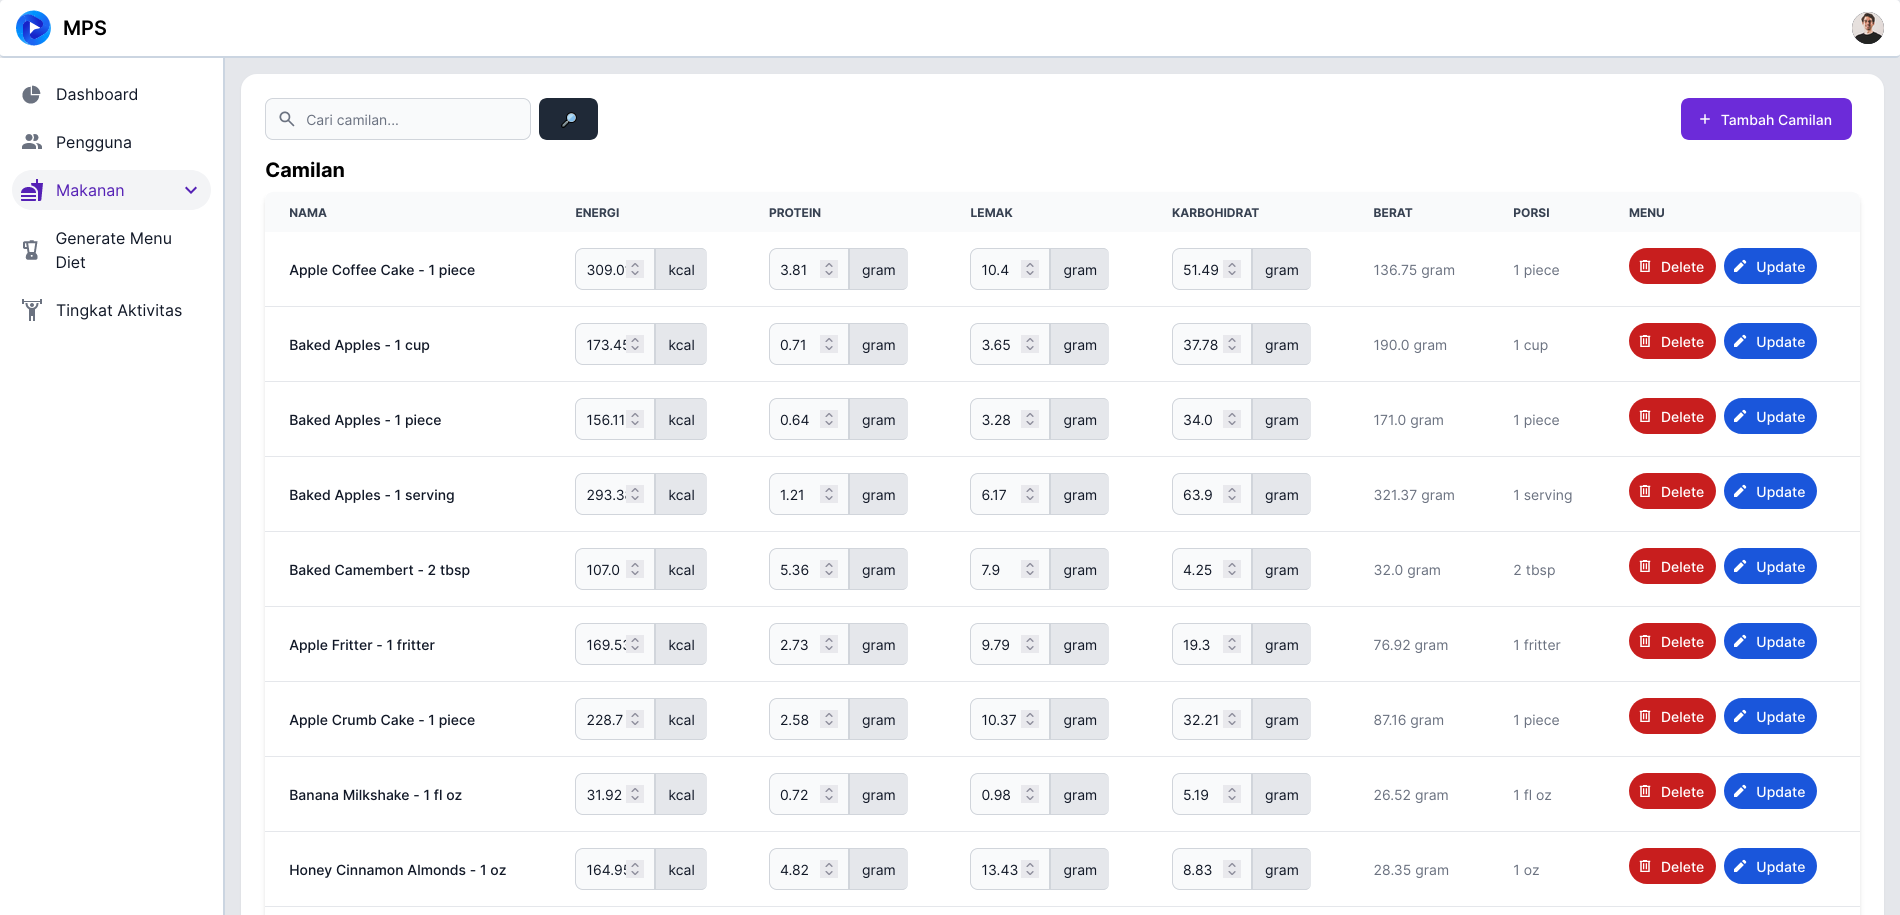 MPS
Dashboard
Pengguna
Makanan
Generate Menu
Diet
Tingkat Aktivitas
Cari camilan...
+ Tambah Camilan
Camilan
NAMA ENERGI PROTEIN LEMAK KARBOHIDRAT BERAT PORSI MENU
Apple Coffee Cake - 1 piece kcal 3.81 gram 10.4 gram 51.49 gram 136.75 gram 1 piece Delete Update
Baked Apples - 1 cup 173.45 kcal 0.71 gram 3.65 gram 37.78 gram 190.0 gram 1 cup Delete Update
Baked Apples - 1 piece 156.11 kcal 0.64 gram 3.28 gram 34.0 gram 171.0 gram 1 piece Delete Update
Baked Apples - 1 serving kcal 1.21 gram 6.17 gram 63.9 gram 321.37 gram 1 serving Delete Update
Baked Camembert - 2 tbsp 107.0 kcal 5.36 gram 7.9 gram 4.25 gram 32.0 gram 2 tbsp Delete Update
Apple Fritter - 1 fritter 169.53 kcal 2.73 gram 9.79 gram 19.3 gram 76.92 gram 1 fritter Delete Update
Apple Crumb Cake - 1 piece 228.7 kcal 2.58 gram 10.37 gram 32.21 gram 87.16 gram 1 piece Delete Update
Banana Milkshake - 1 fl oz 31.92 kcal 0.72 gram 0.98 gram 5.19 gram 26.52 gram 1 fl oz Delete Update
Honey Cinnamon Almonds - 1 oz 164.95 kcal 4.82 gram 13.43 gram 8.83 gram 28.35 gram 1 oz Delete Update